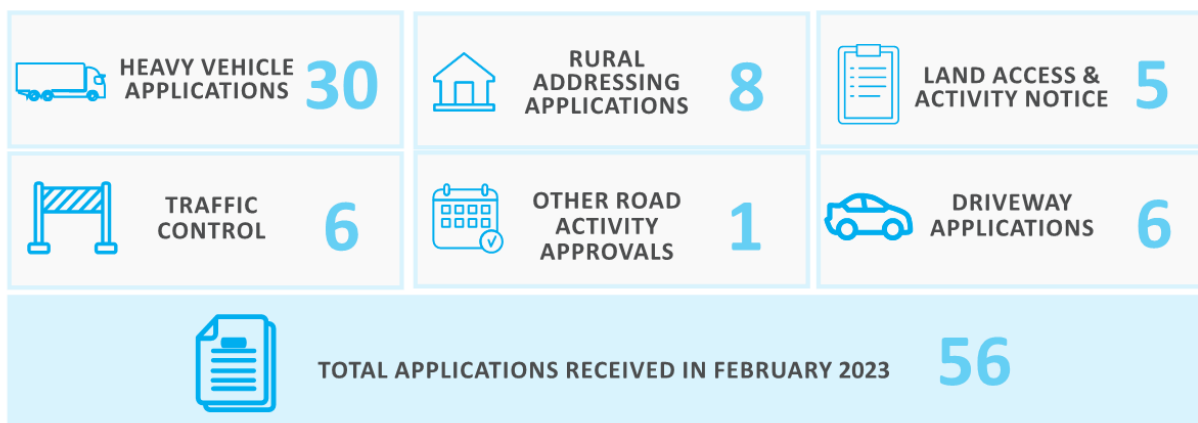 HEAVY VEHICLE
APPLICATIONS
30
RURAL
ADDRESSING
APPLICATIONS
8
LAND ACCESS &
ACTIVITY NOTICE
5
TRAFFIC
CONTROL
6
OTHER ROAD
ACTIVITY
APPROVALS
1
DRIVEWAY
APPLICATIONS
6
TOTAL APPLICATIONS RECEIVED IN FEBRUARY 2023
56